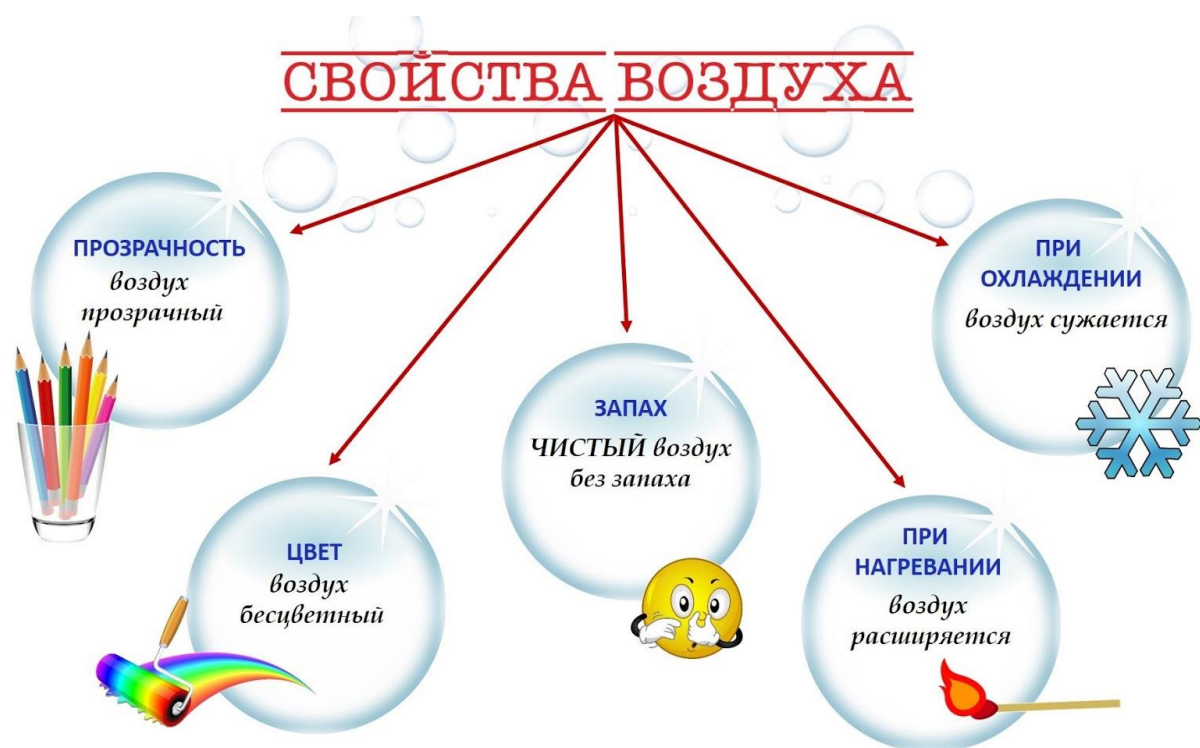 СВОЙСТВА ВОЗДУХА
ПРОЗРАЧНОСТЬ
воздух
прозрачный
ЦВЕТ
воздух
бесцветный
ЗАПАХ
ЧИСТЫЙ воздух
без запаха
ПРИ
НАГРЕВАНИИ
воздух
расширяется
ПРИ
ОХЛАЖДЕНИИ
воздух сужается